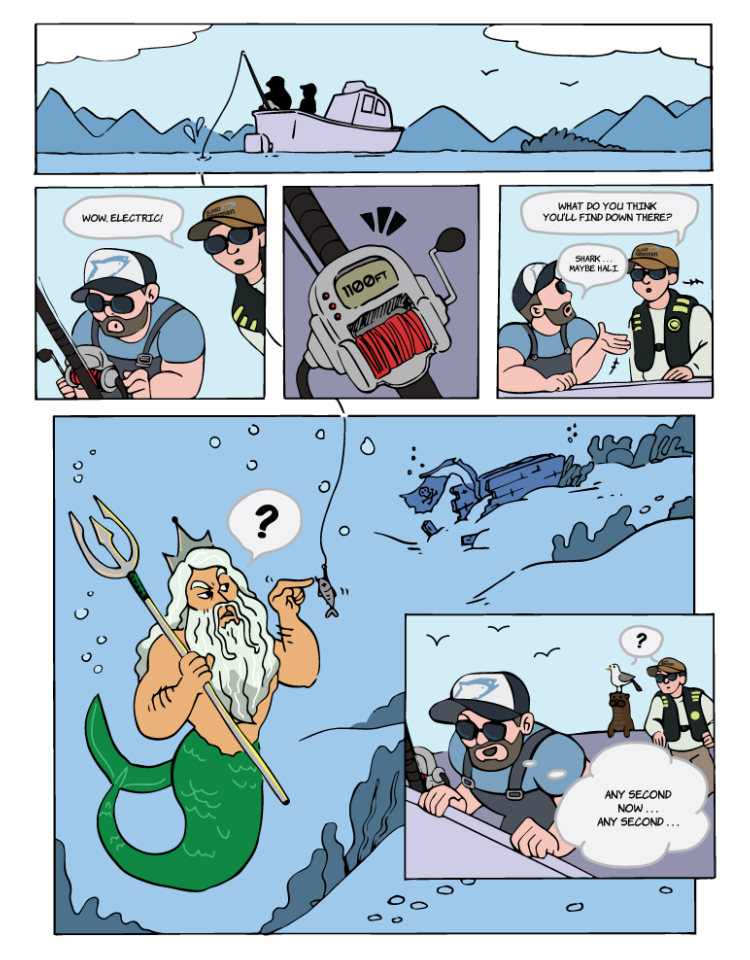 WOW, ELECTRIC!
1100FT
WHAT DO YOU THINK
YOU'LL FIND DOWN THERE?
SHARK ...
MAYBE HALI.
?
?
ANY SECOND
NOW ...
ANY SECOND ...